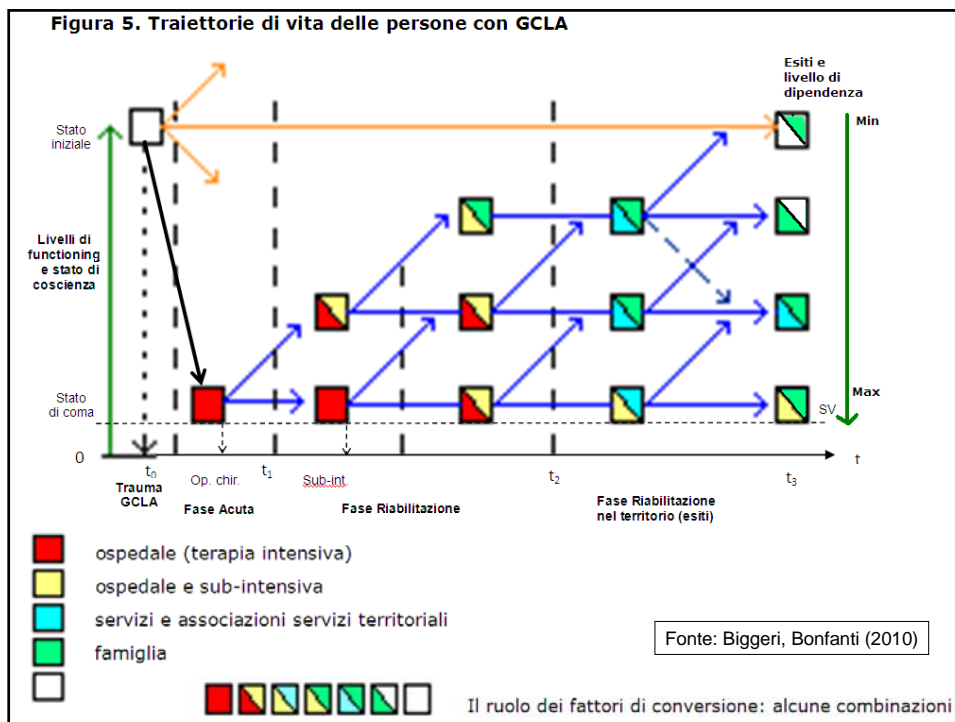 Figura 5. Traiettorie di vita delle persone con GCLA
Esiti e
livello di
dipendenza
Min
Stato
iniziale
Livelli di
functioning
e stato di
coscienza
Stato
di coma
Max
SV
0
t0
t1
t2
t3
t
Trauma
GCLA
Op. chir.
Sub-int.
Fase Acuta
Fase Riabilitazione
Fase Riabilitazione
nel territorio (esiti)
ospedale (terapia intensiva)
ospedale e sub-intensiva
servizi e associazioni servizi territoriali
famiglia
Fonte: Biggeri, Bonfanti (2010)
Il ruolo dei fattori di conversione: alcune combinazioni